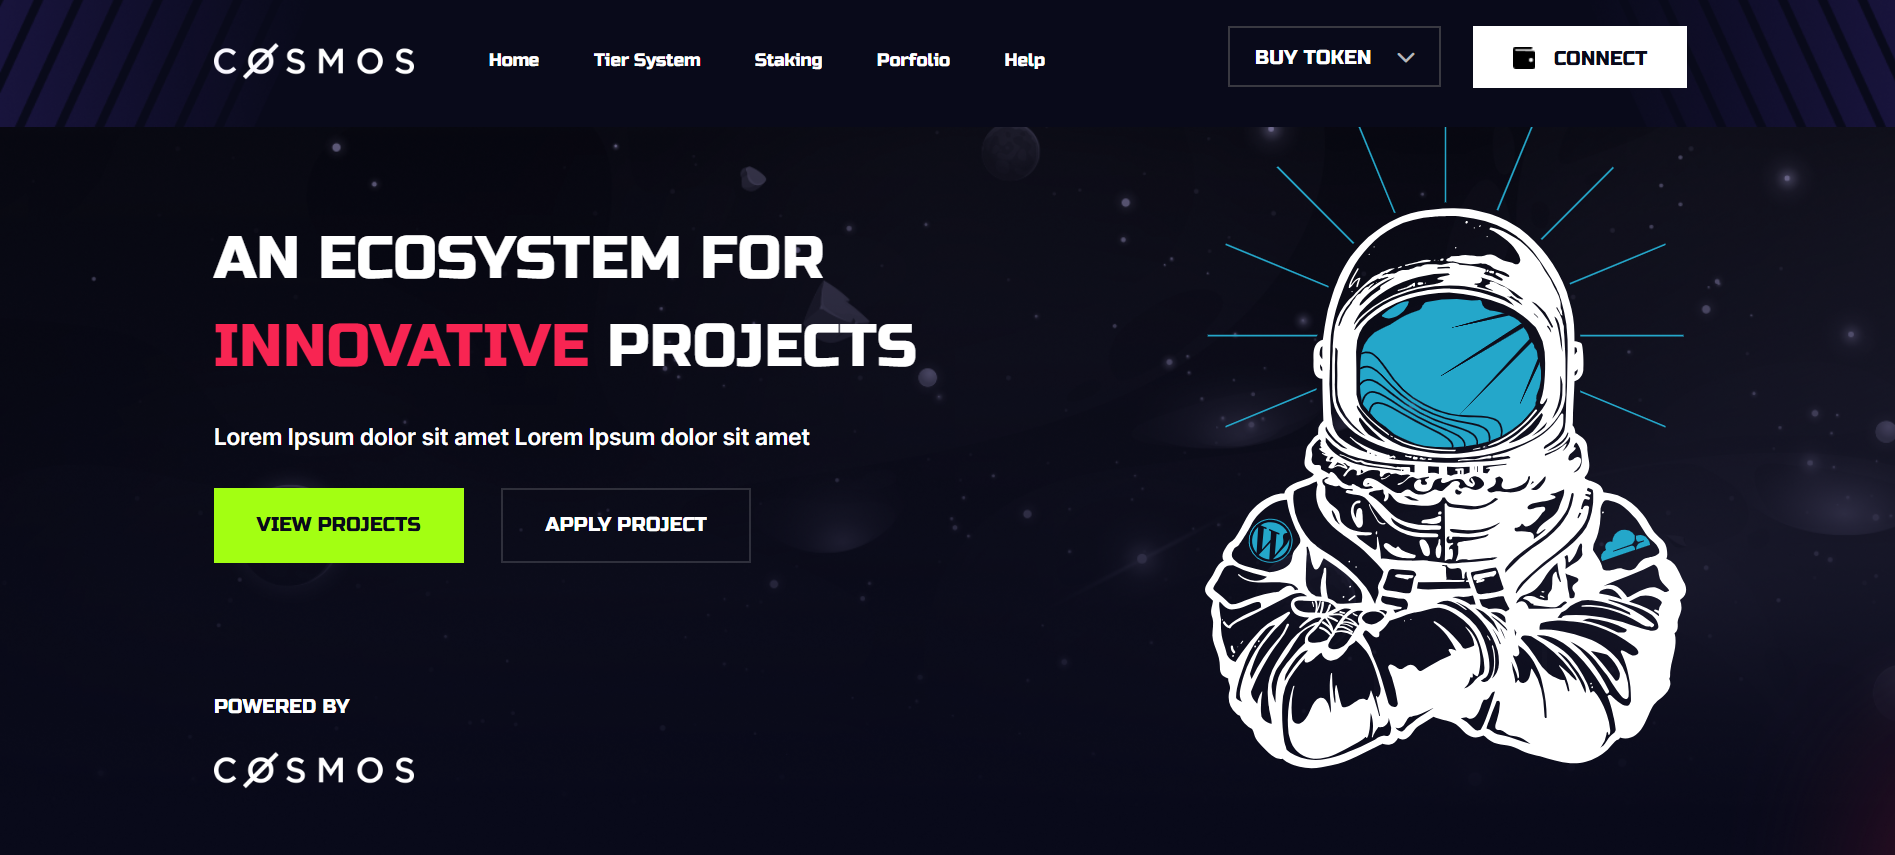 CØSMOS
Home Tier System Staking Porfolio Help
BUY TOKEN
CONNECT
AN ECOSYSTEM FOR
INNOVATIVE PROJECTS
Lorem Ipsum dolor sit amet Lorem Ipsum dolor sit amet
VIEW PROJECTS
APPLY PROJECT
W
POWERED BY
CØSMOS